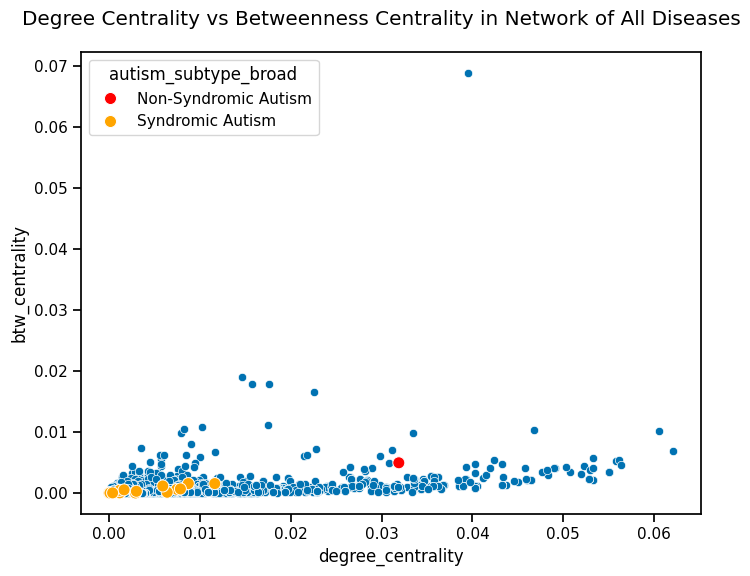 Degree Centrality vs Betweenness Centrality in Network of All Diseases
autism_subtype_broad
Non-Syndromic Autism
Syndromic Autism
btw_centrality
0.07
0.06
0.05
0.04
0.03
0.02
0.01
0.00
0.00 0.01 0.02 0.03 0.04 0.05 0.06
degree_centrality